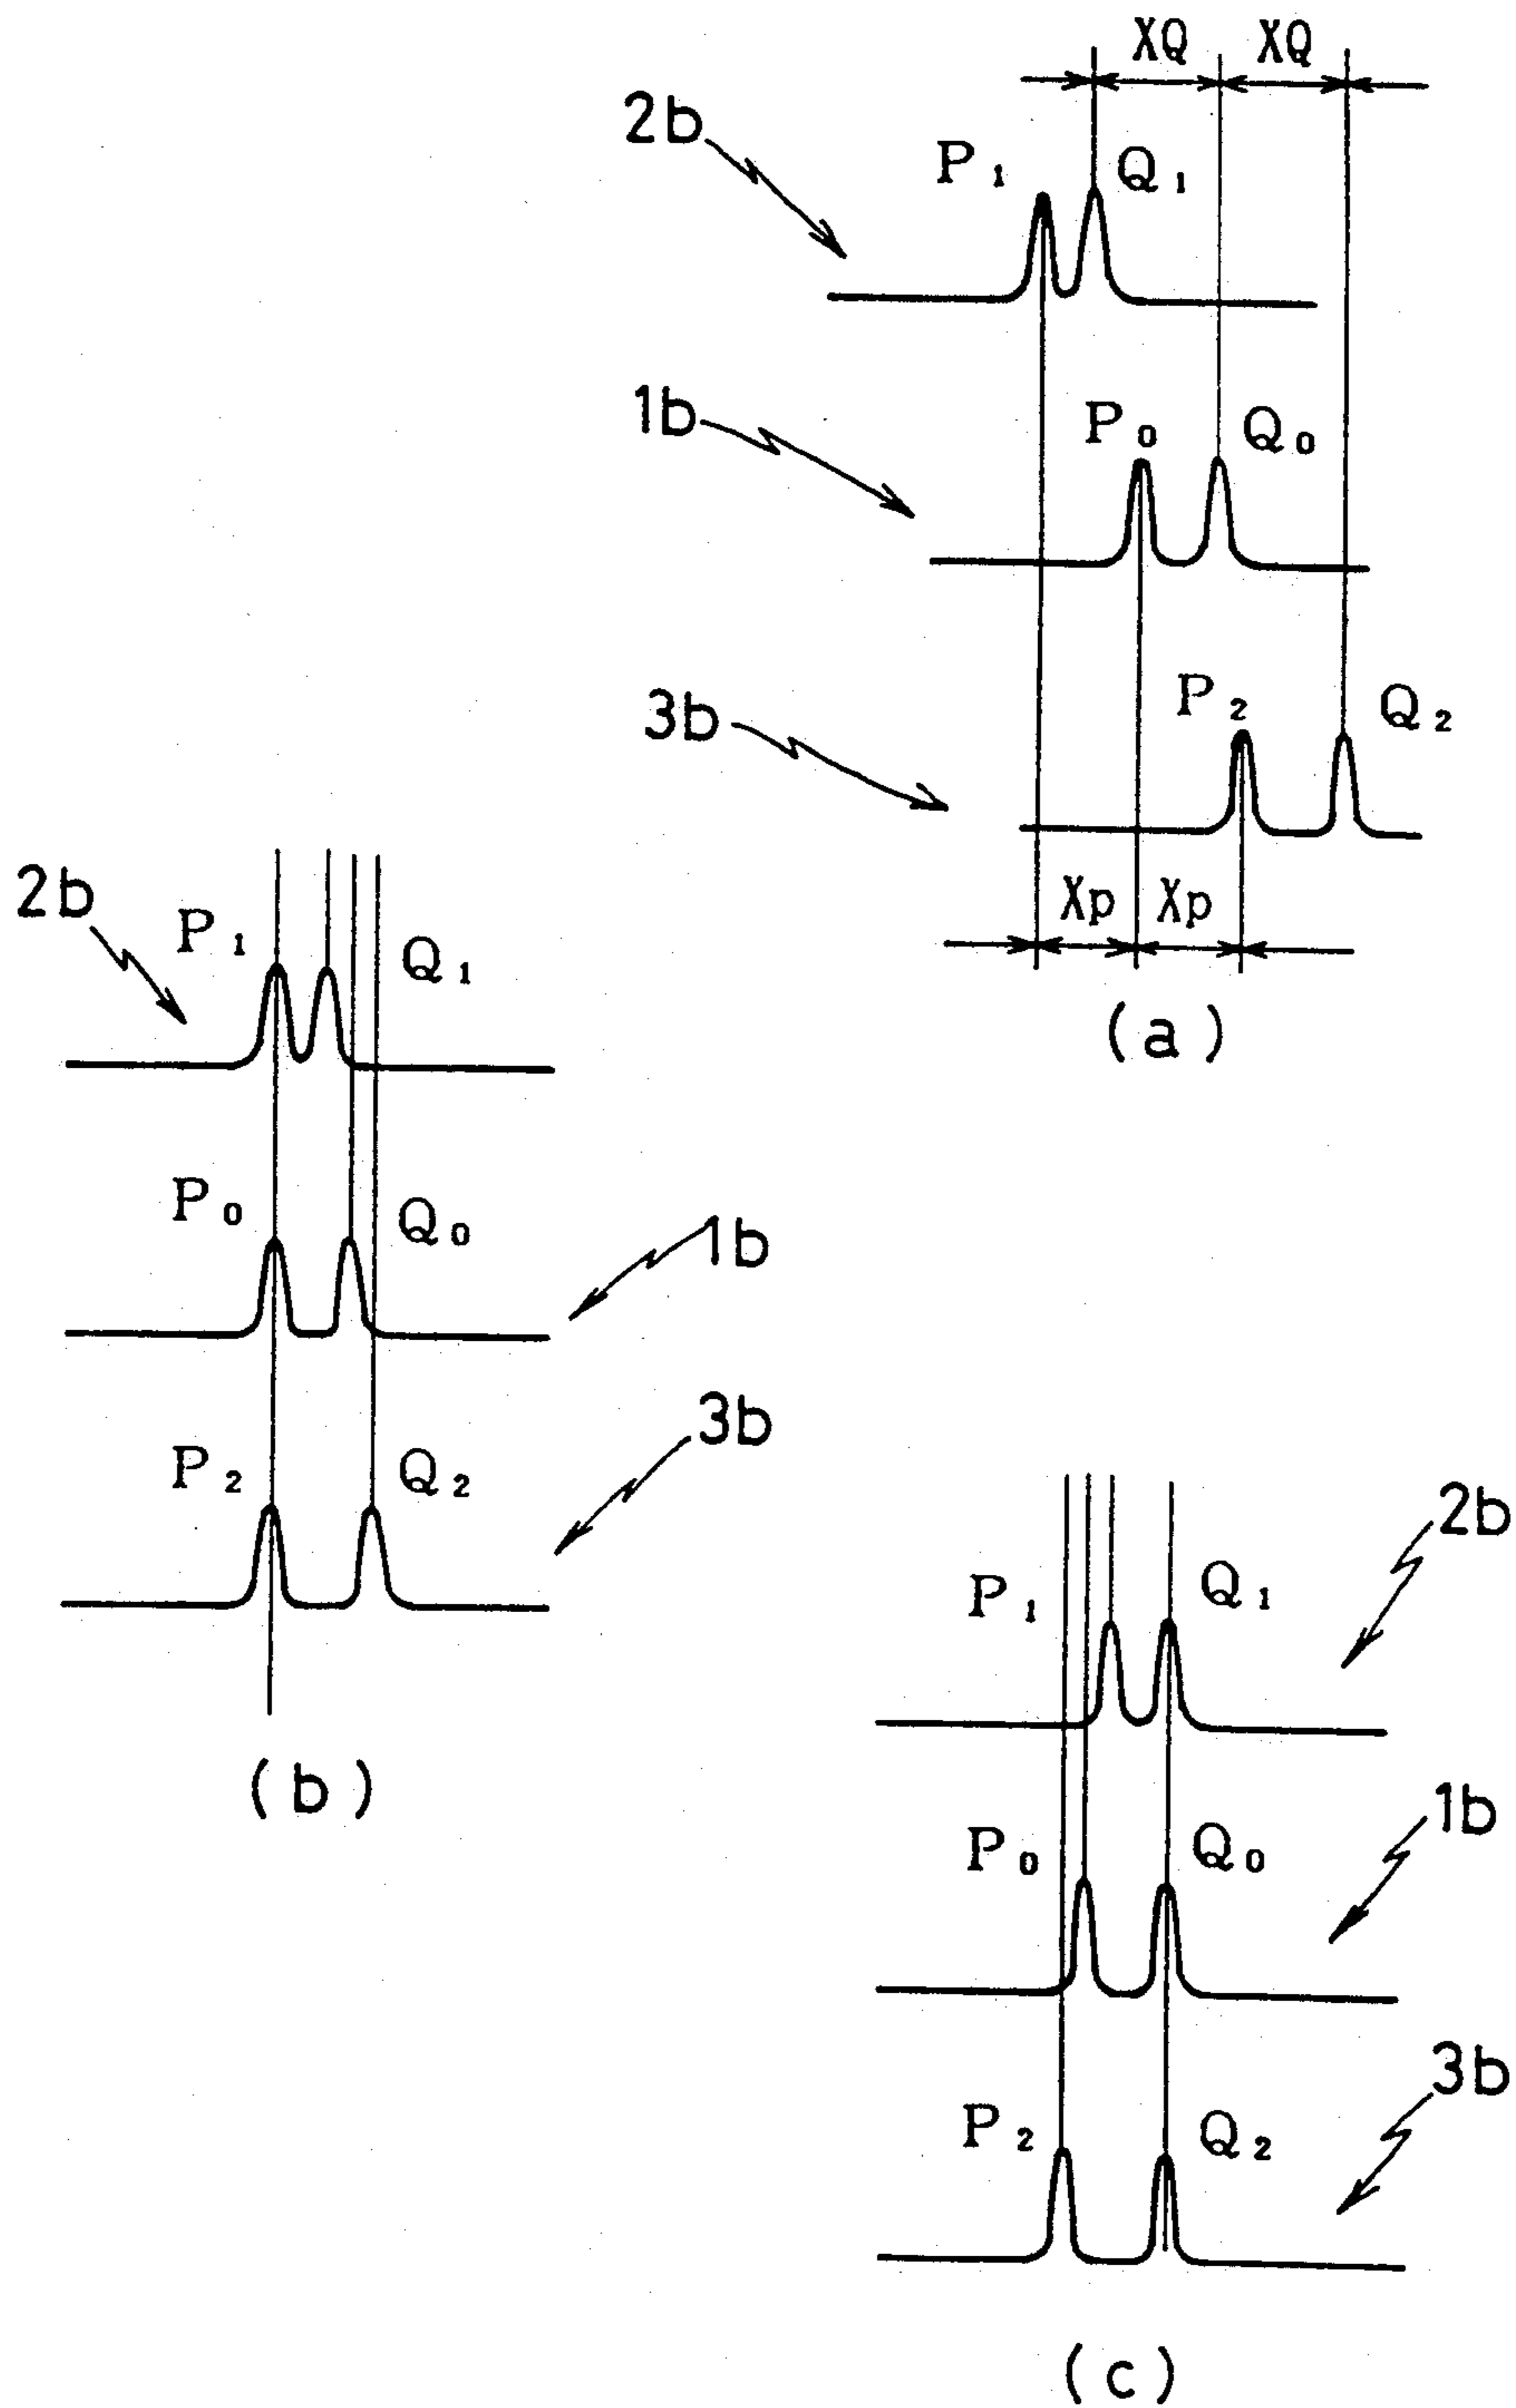 XQ XQ
2b
P₁ Q₁
1b
P₀ Q₀
3b
P₂ Q₂
Xp Xp
(a)
2b
P₁ Q₁
P₀ Q₀
1b
P₂ Q₂
3b
(b)
2b
P₁ Q₁
1b
P₀ Q₀
3b
P₂ Q₂
(c)